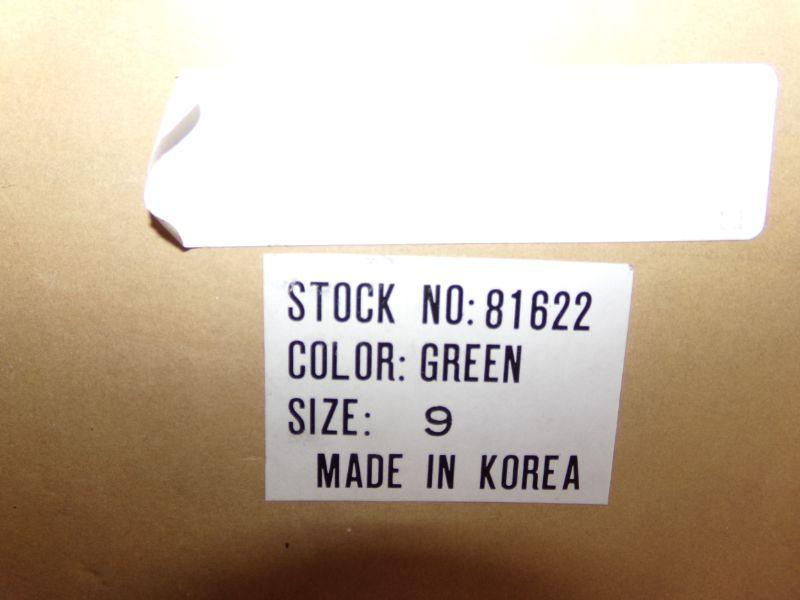 STOCK NO: 81622
COLOR: GREEN
SIZE: 9
MADE IN KOREA